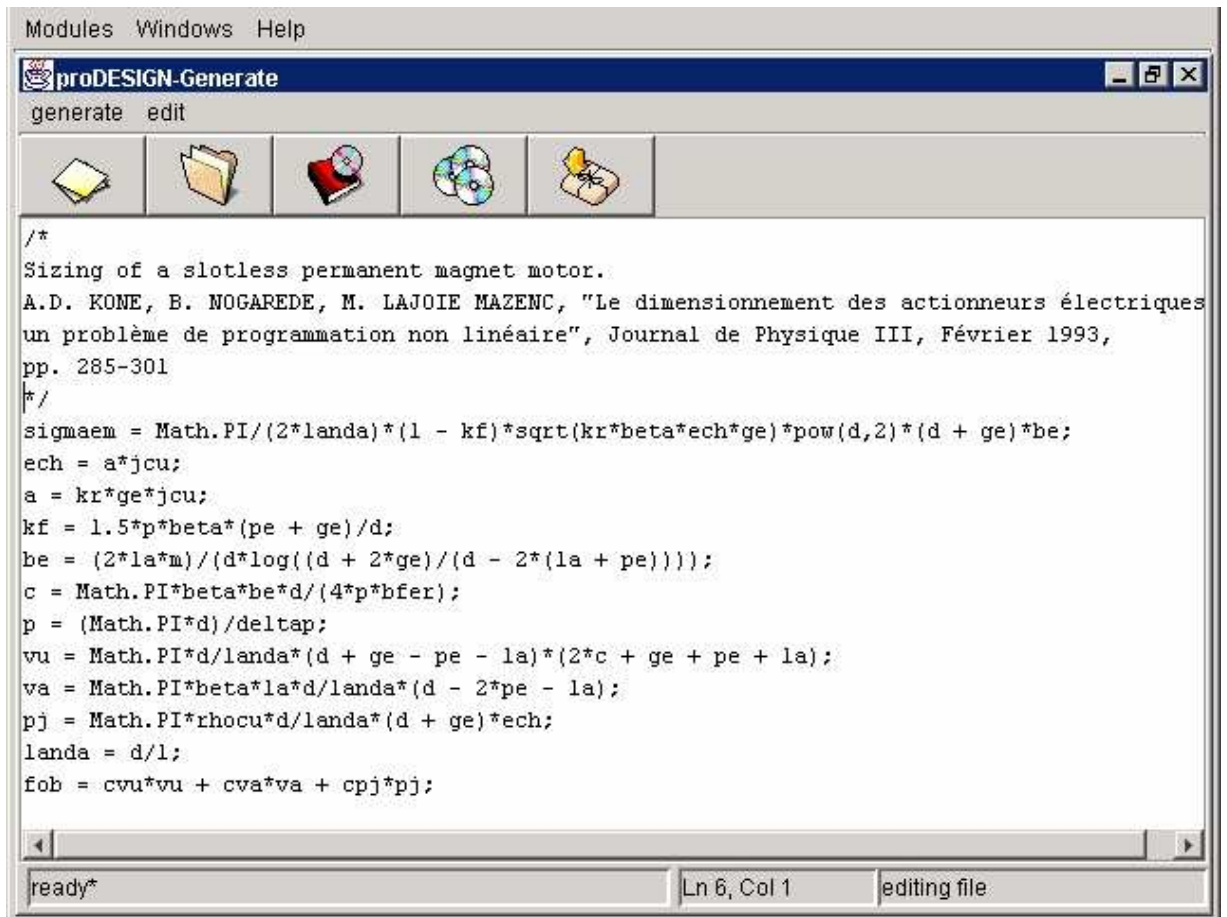 Modules Windows Help
proDESIGN-Generate
generate edit
/*
Sizing of a slotless permanent magnet motor.
A.D. KONE, B. NOGAREDE, M. LAJOIE MAZENC, "Le dimensionnement des actionneurs électriques
un problème de programmation non linéaire", Journal de Physique III, Février 1993,
pp. 285-301
*/
sigmaem = Math.PI/(2*landa)*(1 - kf)*sqrt(kr*beta*ech*ge)*pow(d,2)*(d + ge)*be;
ech = a*jcu;
a = kr*ge*jcu;
kf = 1.5*p*beta*(pe + ge)/d;
be = (2*la*m)/(d*log((d + 2*ge)/(d - 2*(la + pe))));
c = Math.PI*beta*be*d/(4*p*bfer);
p = (Math.PI*d)/deltap;
vu = Math.PI*d/landa*(d + ge - pe - la)*(2*c + ge + pe + la);
va = Math.PI*beta*la*d/landa*(d - 2*pe - la);
pj = Math.PI*rhocu*d/landa*(d + ge)*ech;
landa = d/l;
fob = cvu*vu + cva*va + cpj*pj;
ready* Ln 6, Col 1 editing file